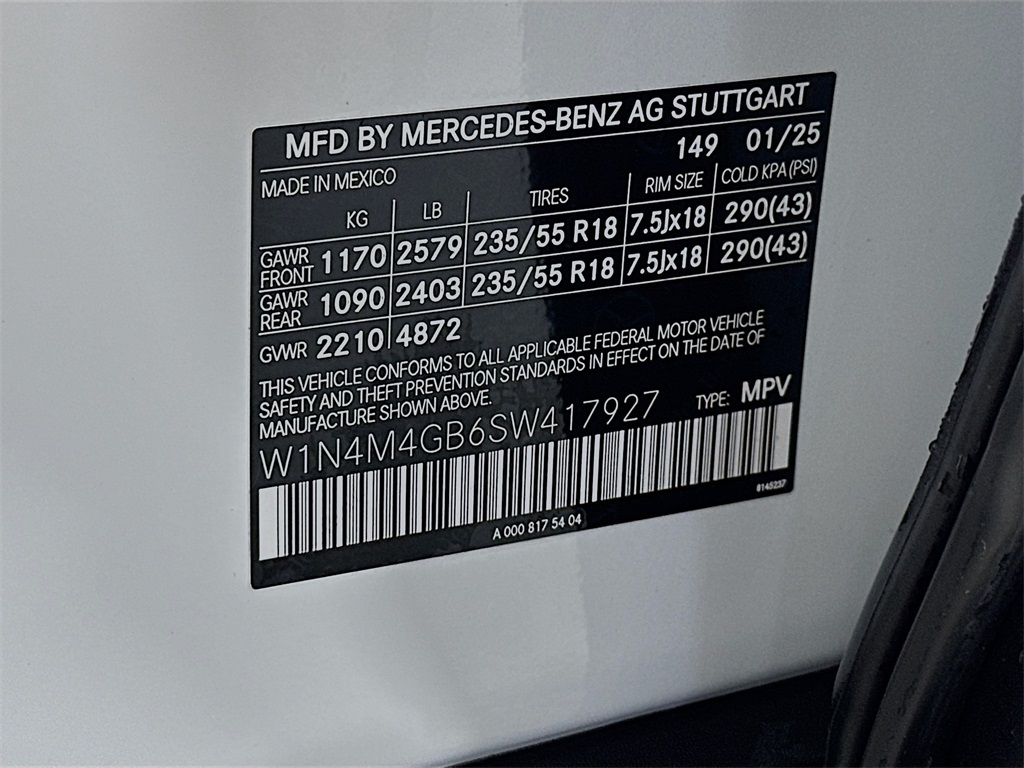 MFD BY MERCEDES-BENZ AG STUTTGART
149 01/25
MADE IN MEXICO
KG LB TIRES RIM SIZE COLD KPA (PSI)
GAWR FRONT 1170 2579 235/55 R18 7.5Jx18 290(43)
GAWR REAR 1090 2403 235/55 R18 7.5Jx18 290(43)
GVWR 2210 4872
THIS VEHICLE CONFORMS TO ALL APPLICABLE FEDERAL MOTOR VEHICLE
SAFETY AND THEFT PREVENTION STANDARDS IN EFFECT ON THE DATE OF
MANUFACTURE SHOWN ABOVE.
W1N4M4GB6SW417927 TYPE: MPV
8145237
A 000 817 54 04